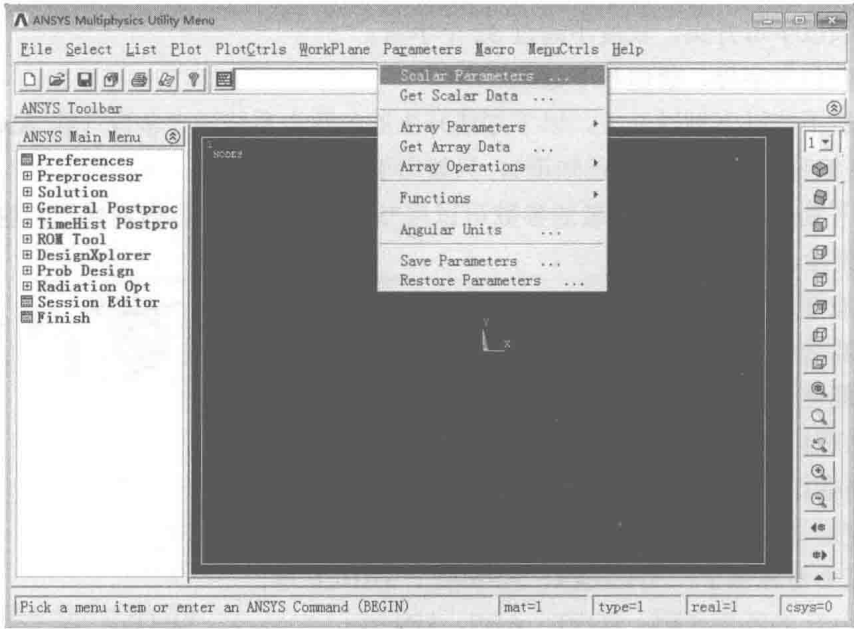 ANSYS Multiphysics Utility Menu
File Select List Plot PlotCtrls WorkPlane Parameters Macro MenuCtrls Help
Scalar Parameters ...
Get Scalar Data ...
Array Parameters
Get Array Data ...
Array Operations
Functions
Angular Units ...
Save Parameters ...
Restore Parameters ...
ANSYS Toolbar
ANSYS Main Menu
Preferences
Preprocessor
Solution
General Postproc
TimeHist Postpro
ROM Tool
DesignXplorer
Prob Design
Radiation Opt
Session Editor
Finish
1
NODES
Y
X
1
Pick a menu item or enter an ANSYS Command (BEGIN) mat=1 type=1 real=1 csys=0